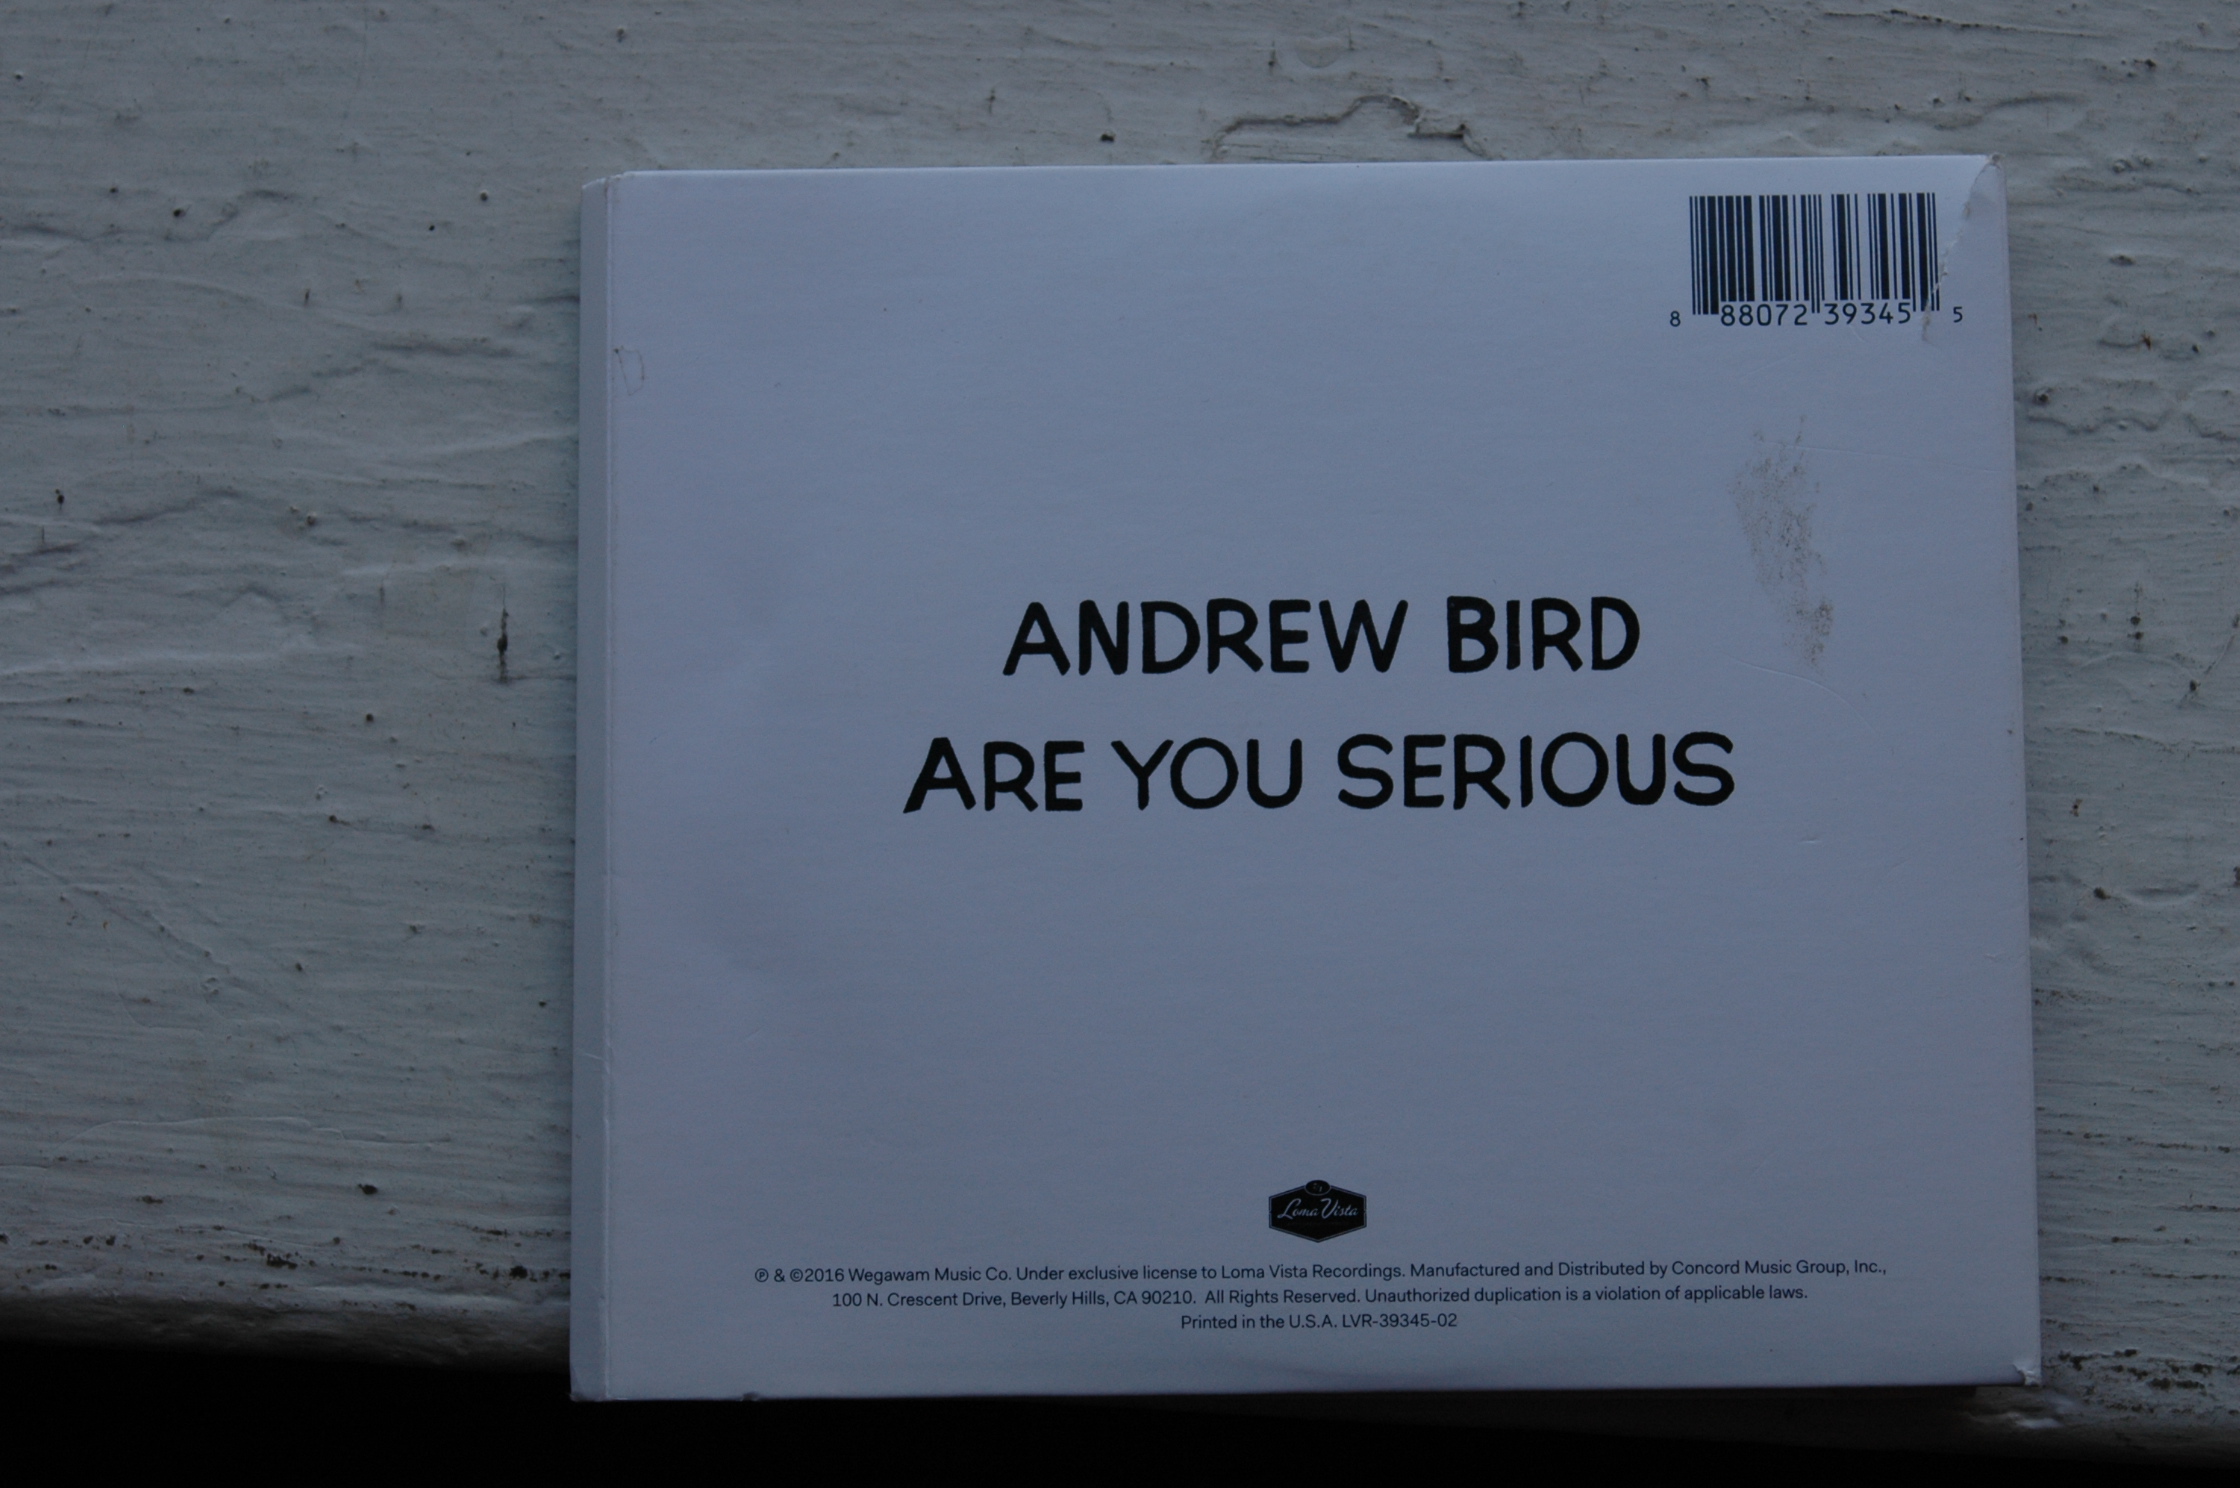 8 88072 39345 5
ANDREW BIRD
ARE YOU SERIOUS
Loma Vista
℗ & ©2016 Wegawam Music Co. Under exclusive license to Loma Vista Recordings. Manufactured and Distributed by Concord Music Group, Inc.,
100 N. Crescent Drive, Beverly Hills, CA 90210. All Rights Reserved. Unauthorized duplication is a violation of applicable laws.
Printed in the U.S.A. LVR-39345-02